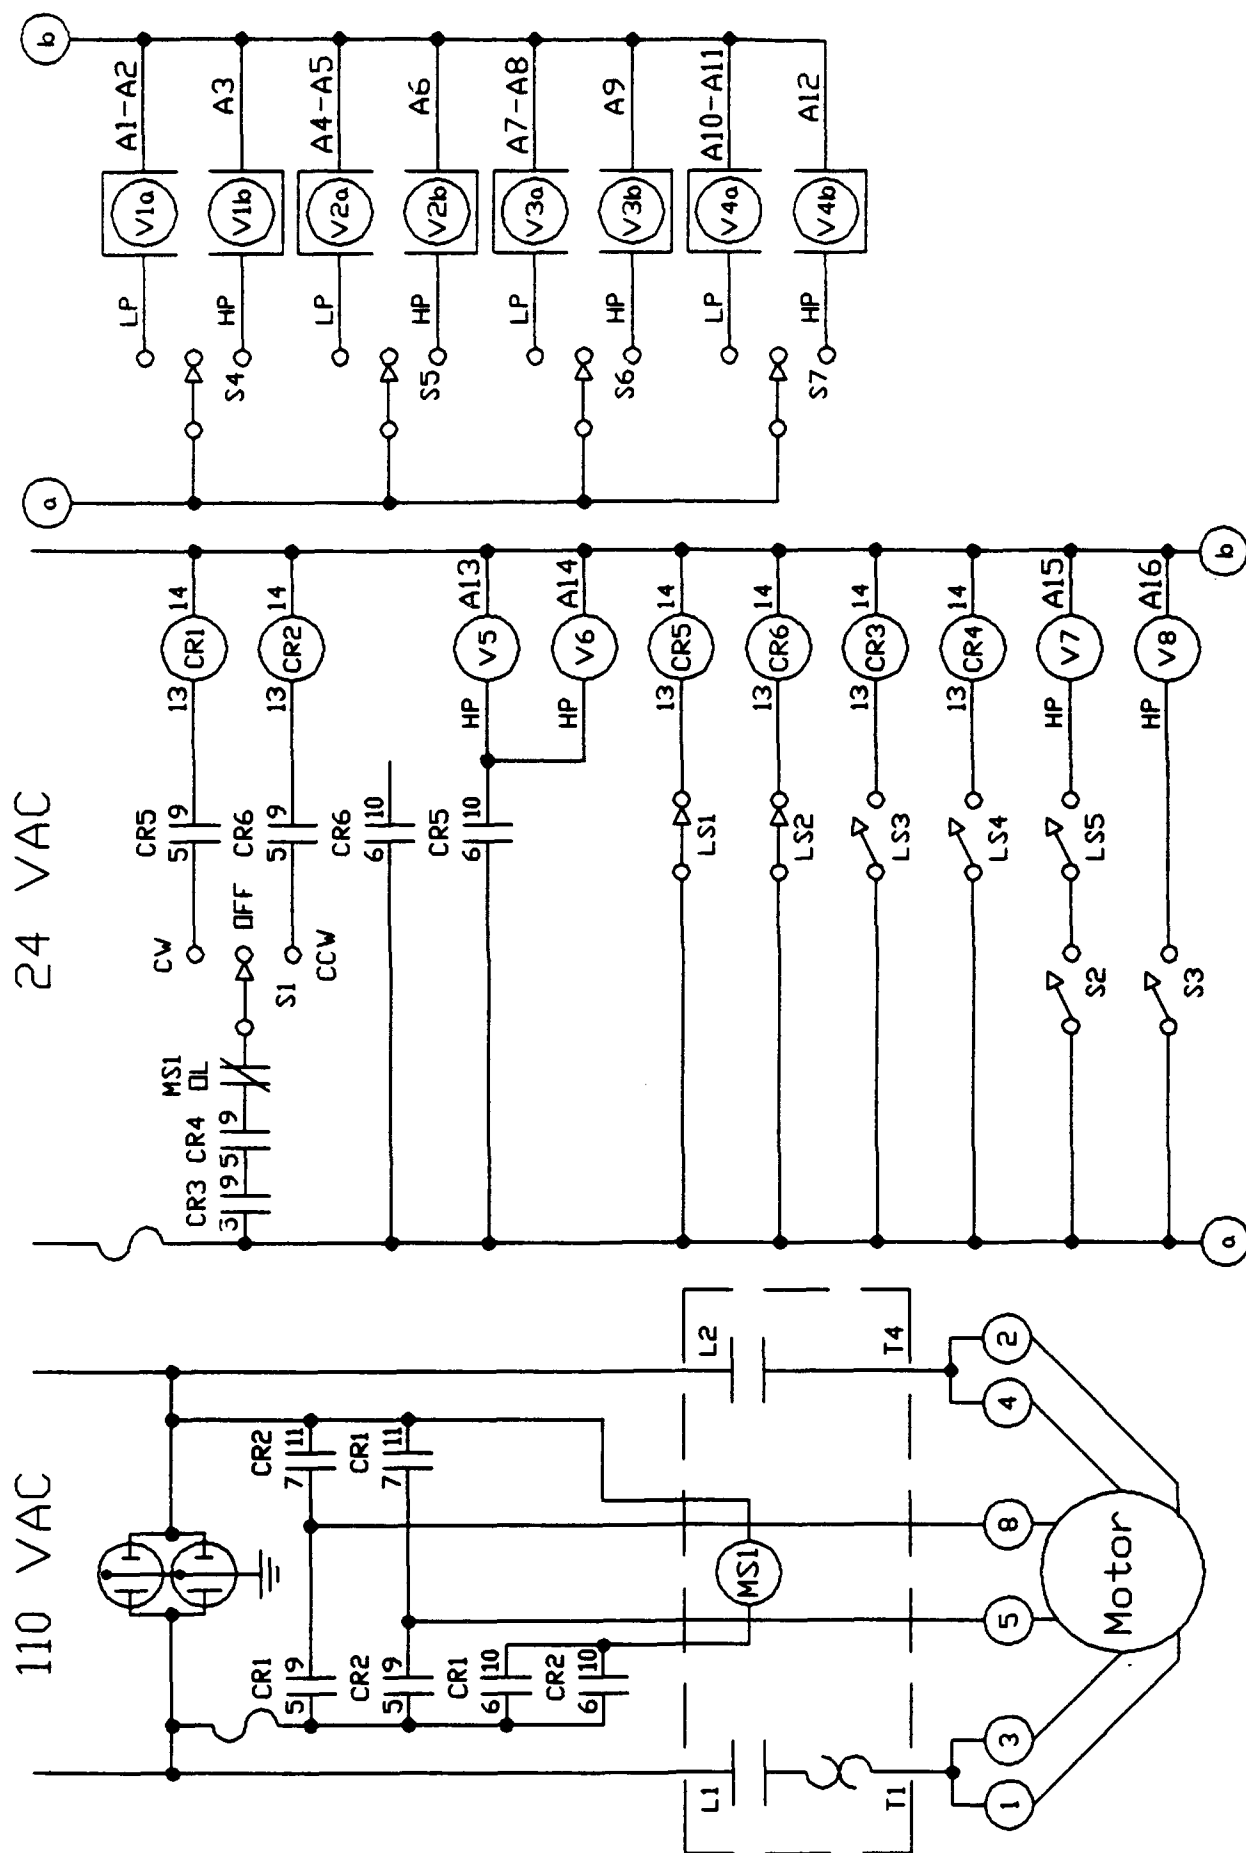 110 VAC
CR1
5 9
CR2
7 11
CR2
5 9
CR1
7 11
CR1
6 10
CR2
6 10
L1
MS1
L2
T1
T4
1
3
5
8
4
2
Motor
24 VAC
CR3
3 9
CR4
5 9
MS1
OL
S1
CW
OFF
CCW
CR5
5 9
13
CR1
14
CR6
5 9
13
CR2
14
CR6
6 10
CR5
6 10
HP
V5
A13
HP
V6
A14
LS1
13
CR5
14
LS2
13
CR6
14
LS3
13
CR3
14
LS4
13
CR4
14
S2
LS5
HP
V7
A15
S3
HP
V8
A16
a
b
a
b
LP
V1a
A1-A2
S4
HP
V1b
A3
LP
V2a
A4-A5
S5
HP
V2b
A6
LP
V3a
A7-A8
S6
HP
V3b
A9
LP
V4a
A10-A11
S7
HP
V4b
A12